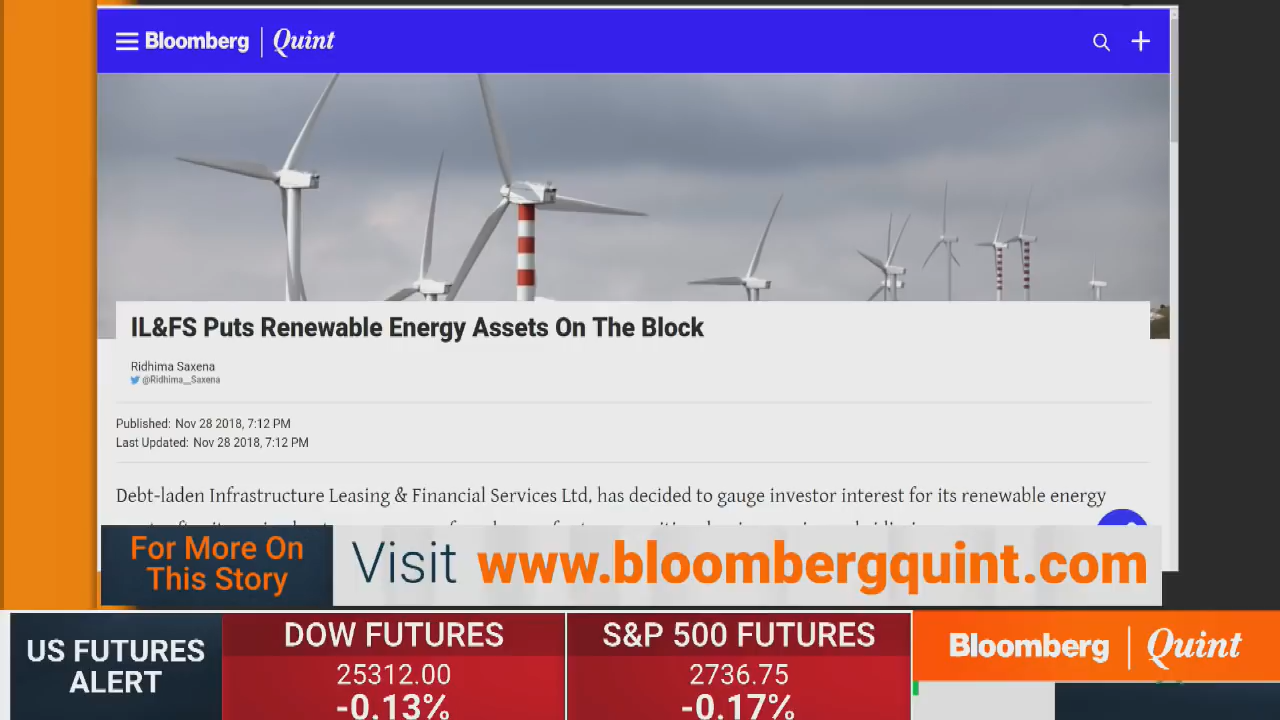 Bloomberg | Quint
IL&FS Puts Renewable Energy Assets On The Block
Ridhima Saxena
@Ridhima__Saxena
Published: Nov 28 2018, 7:12 PM
Last Updated: Nov 28 2018, 7:12 PM
Debt-laden Infrastructure Leasing & Financial Services Ltd. has decided to gauge investor interest for its renewable energy
For More On
This Story
Visit www.bloombergquint.com
US FUTURES
ALERT
DOW FUTURES
25312.00
-0.13%
S&P 500 FUTURES
2736.75
-0.17%
Bloomberg | Quint